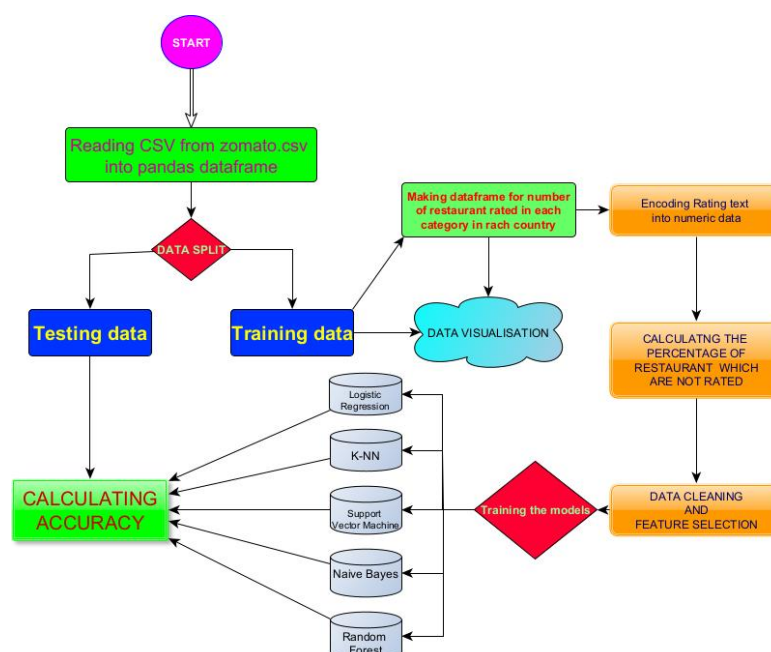 START
Reading CSV from zomato.csv
into pandas dataframe
DATA SPLIT
Testing data
Training data
Making dataframe for number
of restaurant rated in each
category in rach country
DATA VISUALISATION
Encoding Rating text
into numeric data
CALCULATNG THE
PERCENTAGE OF
RESTAURANT WHICH
ARE NOT RATED
DATA CLEANING
AND
FEATURE SELECTION
Training the models
Logistic
Regression
K-NN
Support
Vector Machine
Naive Bayes
Random
Forest
CALCULATING
ACCURACY